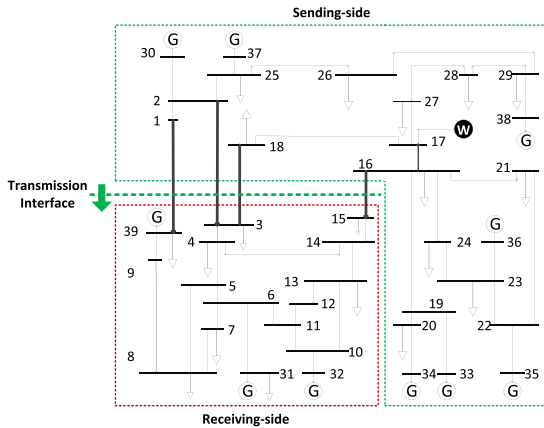 Sending-side
G G
30 37
25 26 28 29
2 27 38
1 W
18 17 G
16 21
Transmission
Interface
G 3 15 G
39 4 14 24 36
9 5 13 23
6 12 19
7 11 20 22
8 10
31 32 34 33 35
G G G G G
Receiving-side